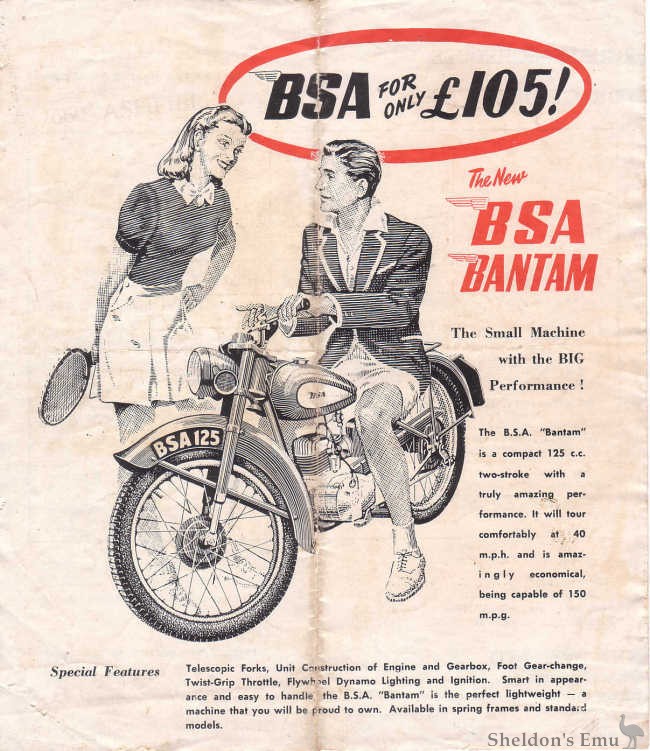 BSA FOR ONLY £105!
The New
BSA
BANTAM
The Small Machine
with the BIG
Performance !
The B.S.A. "Bantam"
is a compact 125 c.c.
two-stroke with a
truly amazing per-
formance. It will tour
comfortably at 40
m.p.h. and is amaz-
ingly economical,
being capable of 150
m.p.g.
BSA
BSA 125
Special Features
Telescopic Forks, Unit Construction of Engine and Gearbox, Foot Gear-change,
Twist-Grip Throttle, Flywheel Dynamo Lighting and Ignition. Smart in appear-
ance and easy to handle, the B.S.A. "Bantam" is the perfect lightweight — a
machine that you will be proud to own. Available in spring frames and standard
models.
Sheldon's Emu